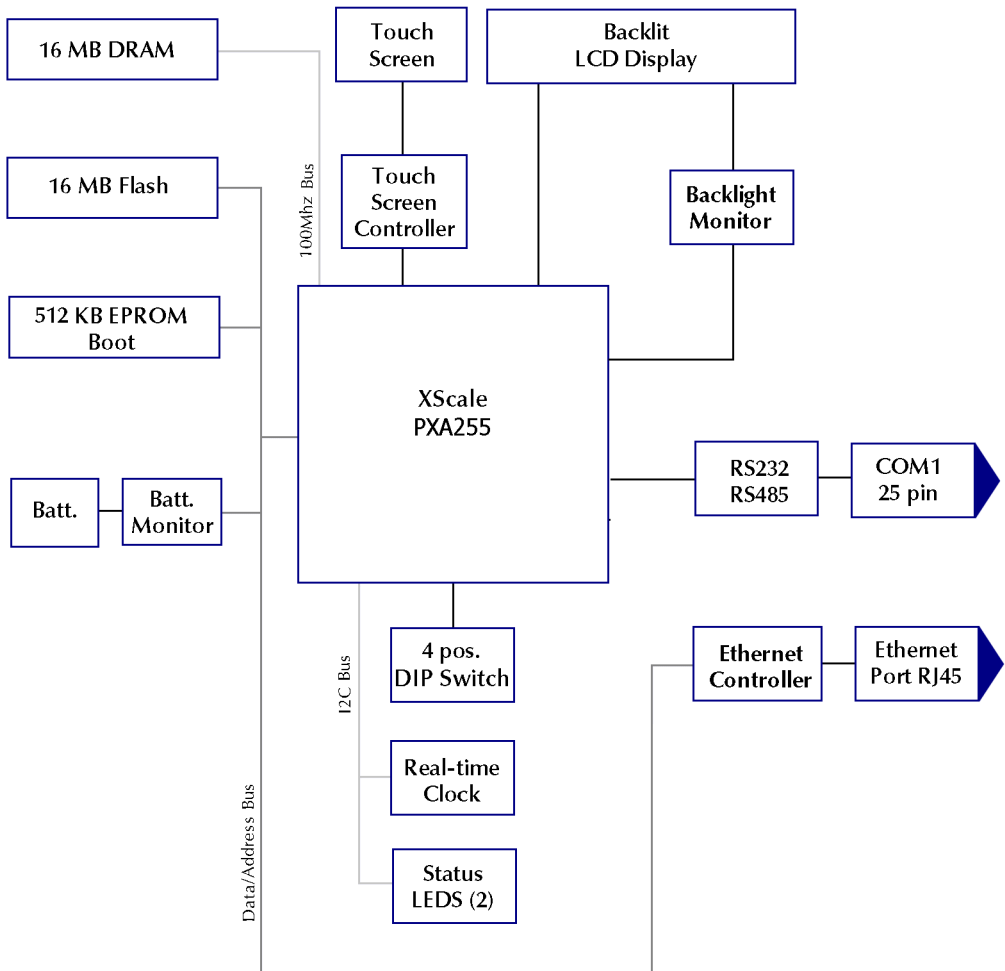 16 MB DRAM
Touch
Screen
Backlit
LCD Display
100Mhz Bus
16 MB Flash
Touch
Screen
Controller
Backlight
Monitor
512 KB EPROM
Boot
XScale
PXA255
RS232
RS485
COM1
25 pin
Batt.
Batt.
Monitor
4 pos.
DIP Switch
I2C Bus
Ethernet
Controller
Ethernet
Port RJ45
Real-time
Clock
Data/Address Bus
Status
LEDS (2)